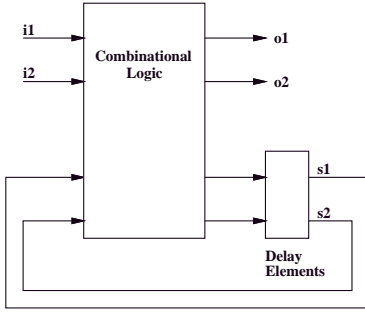 i1
i2
Combinational
Logic
o1
o2
s1
s2
Delay
Elements